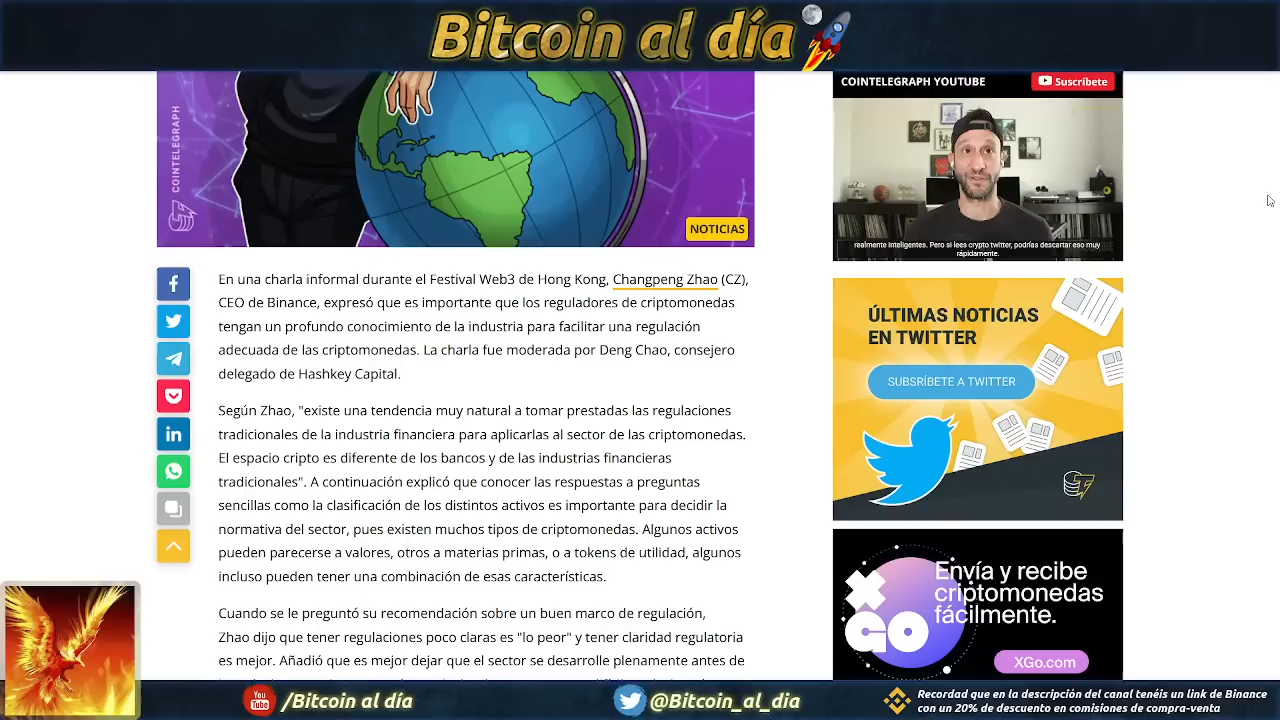 Bitcoin al día
COINTELEGRAPH
NOTICIAS
En una charla informal durante el Festival Web3 de Hong Kong, Changpeng Zhao (CZ),
CEO de Binance, expresó que es importante que los reguladores de criptomonedas
tengan un profundo conocimiento de la industria para facilitar una regulación
adecuada de las criptomonedas. La charla fue moderada por Deng Chao, consejero
delegado de Hashkey Capital.
Según Zhao, "existe una tendencia muy natural a tomar prestadas las regulaciones
tradicionales de la industria financiera para aplicarlas al sector de las criptomonedas.
El espacio cripto es diferente de los bancos y de las industrias financieras
tradicionales". A continuación explicó que conocer las respuestas a preguntas
sencillas como la clasificación de los distintos activos es importante para decidir la
normativa del sector, pues existen muchos tipos de criptomonedas. Algunos activos
pueden parecerse a valores, otros a materias primas, o a tokens de utilidad, algunos
incluso pueden tener una combinación de esas características.
Cuando se le preguntó su recomendación sobre un buen marco de regulación,
Zhao dijo que tener regulaciones poco claras es "lo peor" y tener claridad regulatoria
es mejor. Añadió que es mejor dejar que el sector se desarrolle plenamente antes de
COINTELEGRAPH YOUTUBE
Suscríbete
realmente Inteligentes. Pero si lees crypto twitter, podrías descartar eso muy
rápidamente.
ÚLTIMAS NOTICIAS
EN TWITTER
SUBSRÍBETE A TWITTER
Envía y recibe
criptomonedas
fácilmente.
XGO
XGo.com
You Tube
/Bitcoin al día
@Bitcoin_al_dia
Recordad que en la descripción del canal tenéis un link de Binance
con un 20% de descuento en comisiones de compra-venta